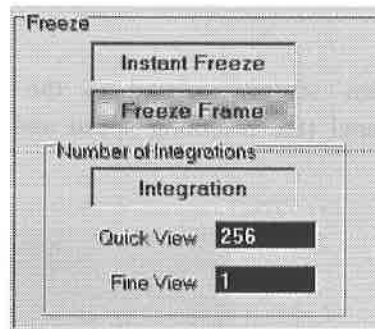 Freeze
Instant Freeze
Freeze Frame
Number of Integrations
Integration
Quick View 256
Fine View 1